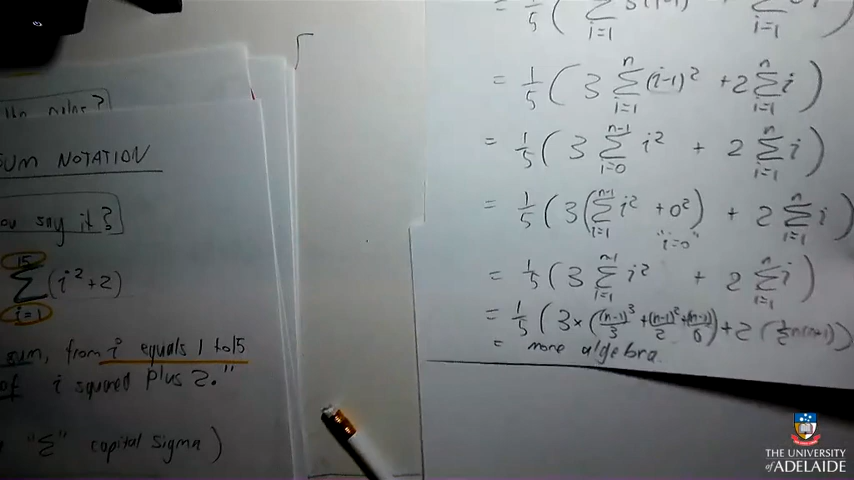 SUM NOTATION
you say it?
15
Σ (i² + 2)
i=1
sum, from i equals 1 to 15
of i squared plus 2."
"Σ" capital sigma)
i=1 i=1
= 1/5 ( 3 Σ_{i=1}^{n} (i-1)² + 2 Σ_{i=1}^{n} i )
= 1/5 ( 3 Σ_{i=0}^{n-1} i² + 2 Σ_{i=1}^{n} i )
= 1/5 ( 3 ( Σ_{i=1}^{n-1} i² + 0² ) + 2 Σ_{i=1}^{n} i )
"i=0"
= 1/5 ( 3 Σ_{i=1}^{n-1} i² + 2 Σ_{i=1}^{n} i )
= 1/5 ( 3 × ( (n-1)³/3 + (n-1)²/2 + (n-1)/6 ) + 2 ( 1/2 n(n+1) ) )
= more algebra
THE UNIVERSITY
of ADELAIDE